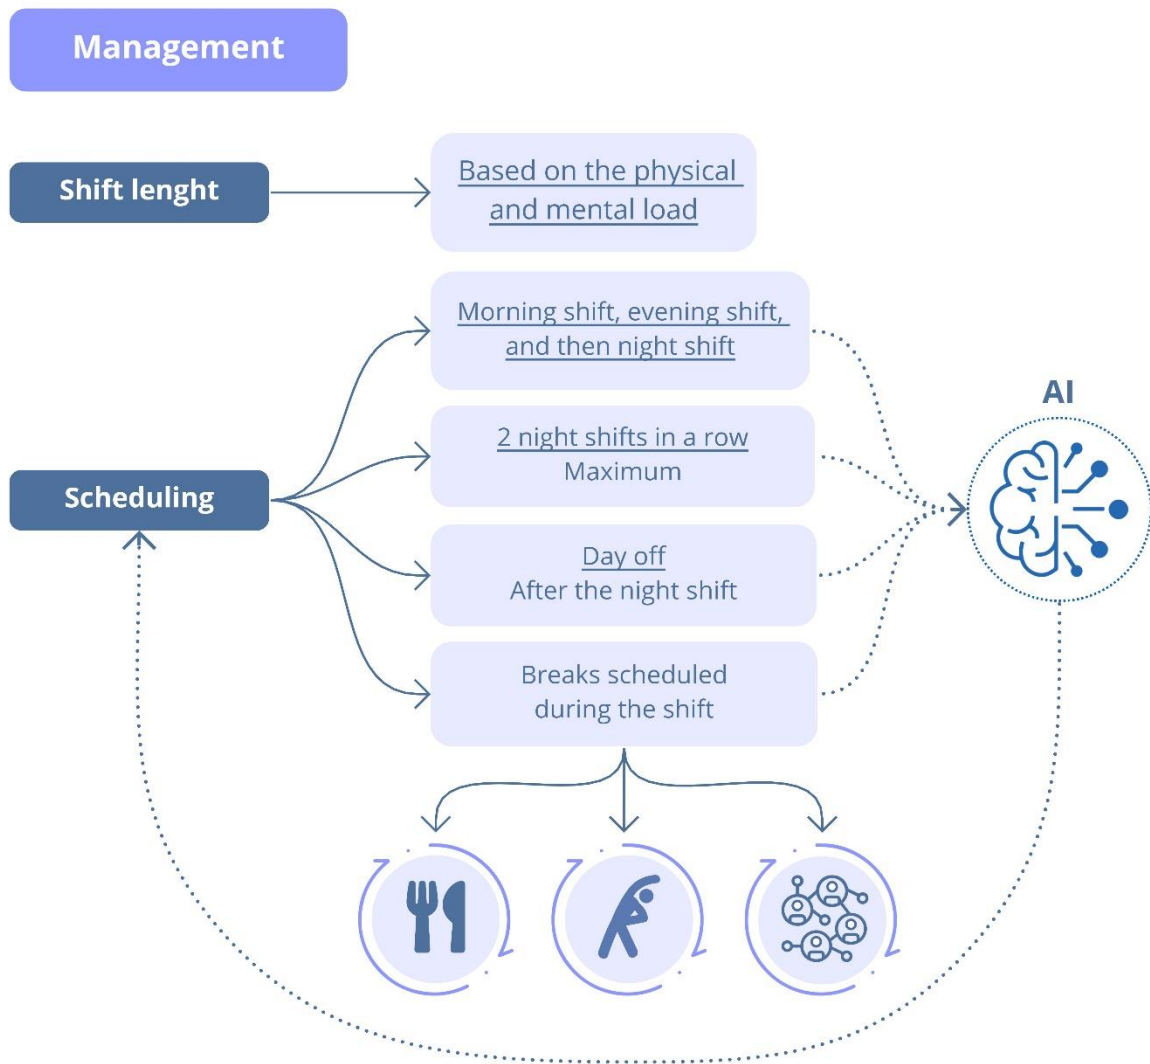 Management
Shift lenght
Based on the physical
and mental load
Morning shift, evening shift,
and then night shift
AI
2 night shifts in a row
Maximum
Scheduling
Day off
After the night shift
Breaks scheduled
during the shift